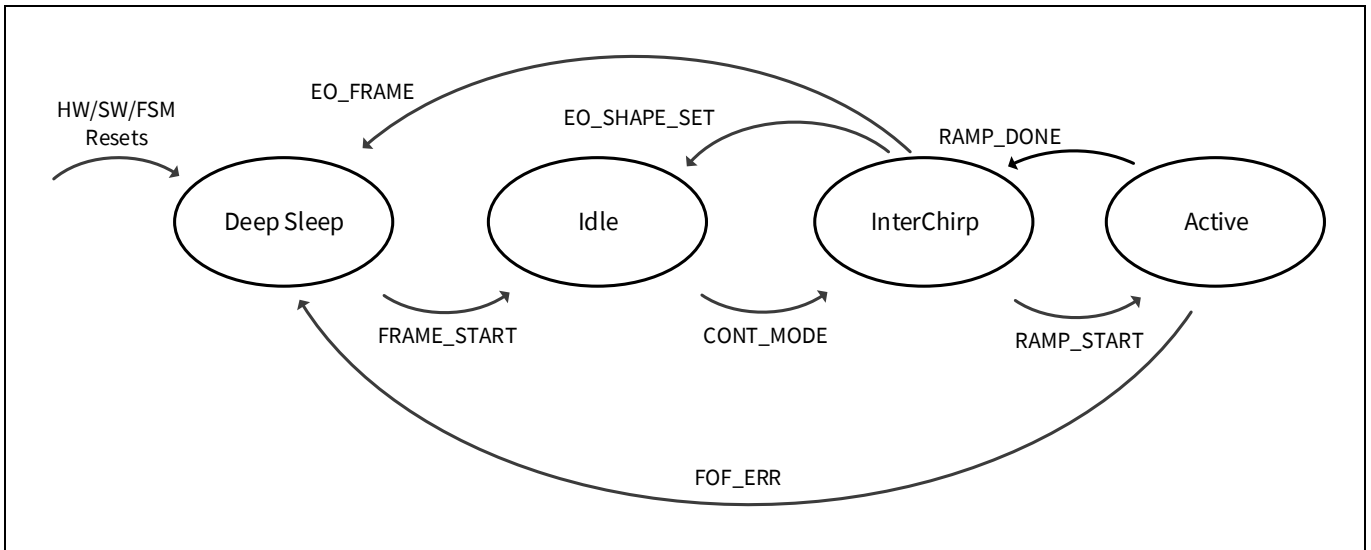 EO_FRAME
HW/SW/FSM
Resets
EO_SHAPE_SET
RAMP_DONE
Deep Sleep
Idle
InterChirp
Active
FRAME_START
CONT_MODE
RAMP_START
FOF_ERR